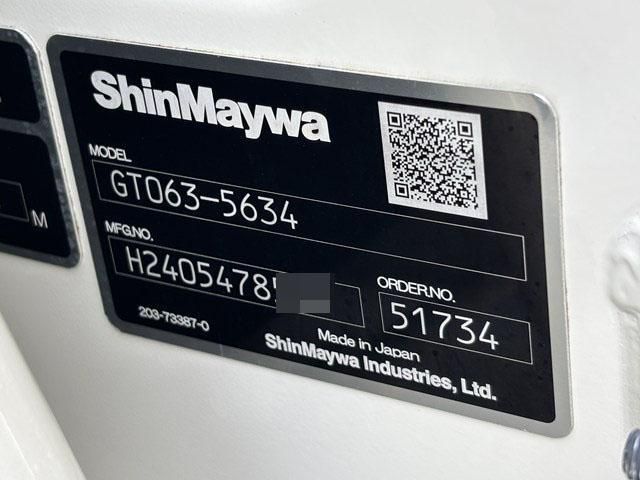 ShinMaywa
MODEL
GT063-5634
MFG.NO.
H24054785
ORDER.NO.
51734
203-73387-0
Made in Japan
ShinMaywa Industries, Ltd.
M